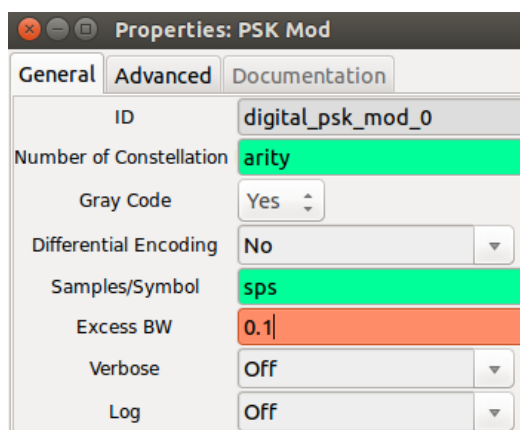 Properties: PSK Mod
General Advanced Documentation
ID digital_psk_mod_0
Number of Constellation arity
Gray Code Yes
Differential Encoding No
Samples/Symbol sps
Excess BW 0.1
Verbose Off
Log Off